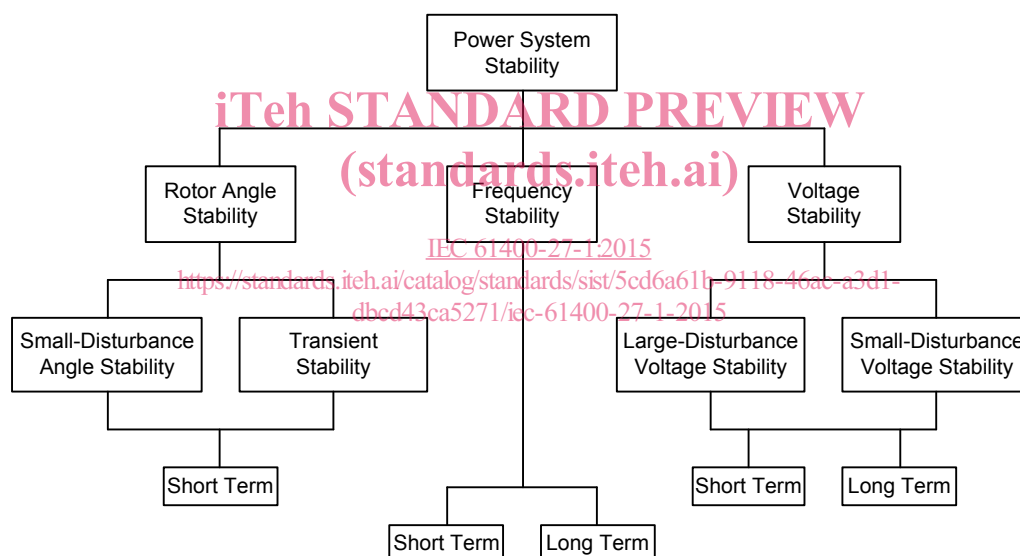 Power System
Stability
iTeh STANDARD PREVIEW
(standards.iteh.ai)
Rotor Angle
Stability
Frequency
Stability
Voltage
Stability
IEC 61400-27-1:2015
https://standards.iteh.ai/catalog/standards/sist/5cd6a61b-9118-46ac-a3d1-
dbcd43ca5271/iec-61400-27-1-2015
Small-Disturbance
Angle Stability
Transient
Stability
Large-Disturbance
Voltage Stability
Small-Disturbance
Voltage Stability
Short Term
Short Term
Long Term
Short Term
Long Term